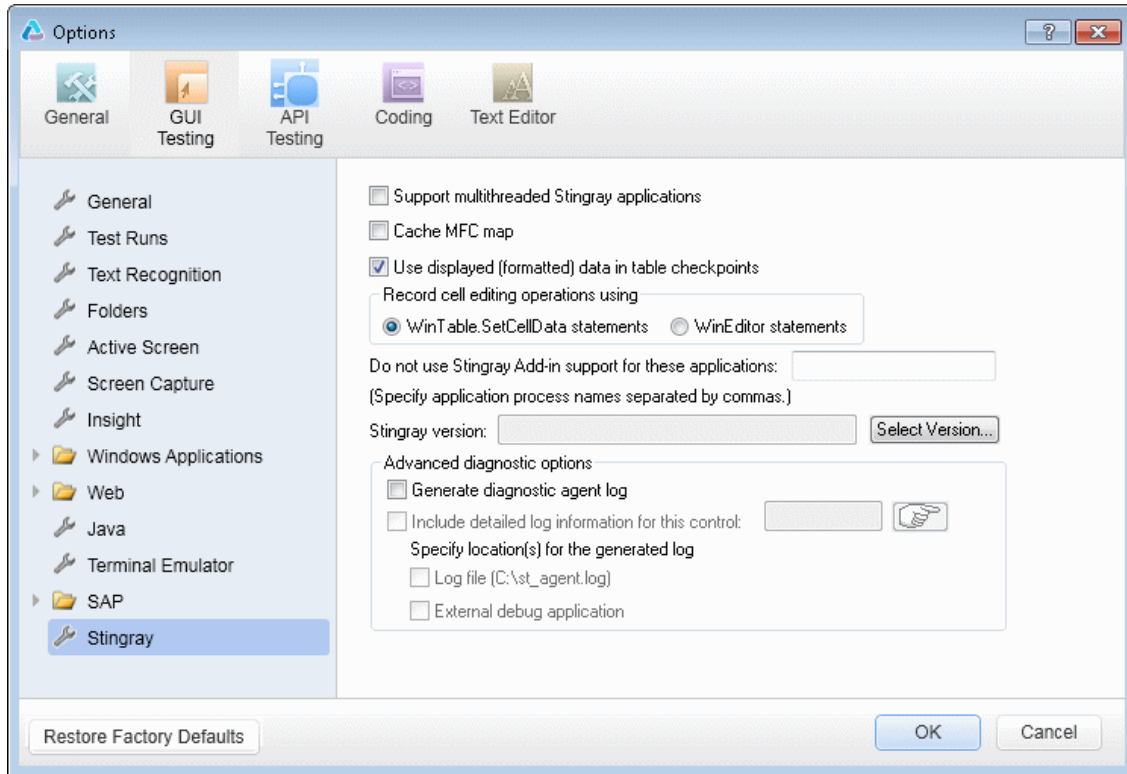 Options
General
GUI
Testing
API
Testing
Coding
Text Editor
General
Test Runs
Text Recognition
Folders
Active Screen
Screen Capture
Insight
Windows Applications
Web
Java
Terminal Emulator
SAP
Stingray
Support multithreaded Stingray applications
Cache MFC map
Use displayed (formatted) data in table checkpoints
Record cell editing operations using
WinTable.SetCellData statements
WinEditor statements
Do not use Stingray Add-in support for these applications:
(Specify application process names separated by commas.)
Stingray version:
Select Version...
Advanced diagnostic options
Generate diagnostic agent log
Include detailed log information for this control:
Specify location(s) for the generated log
Log file (C:\st_agent.log)
External debug application
Restore Factory Defaults
OK
Cancel